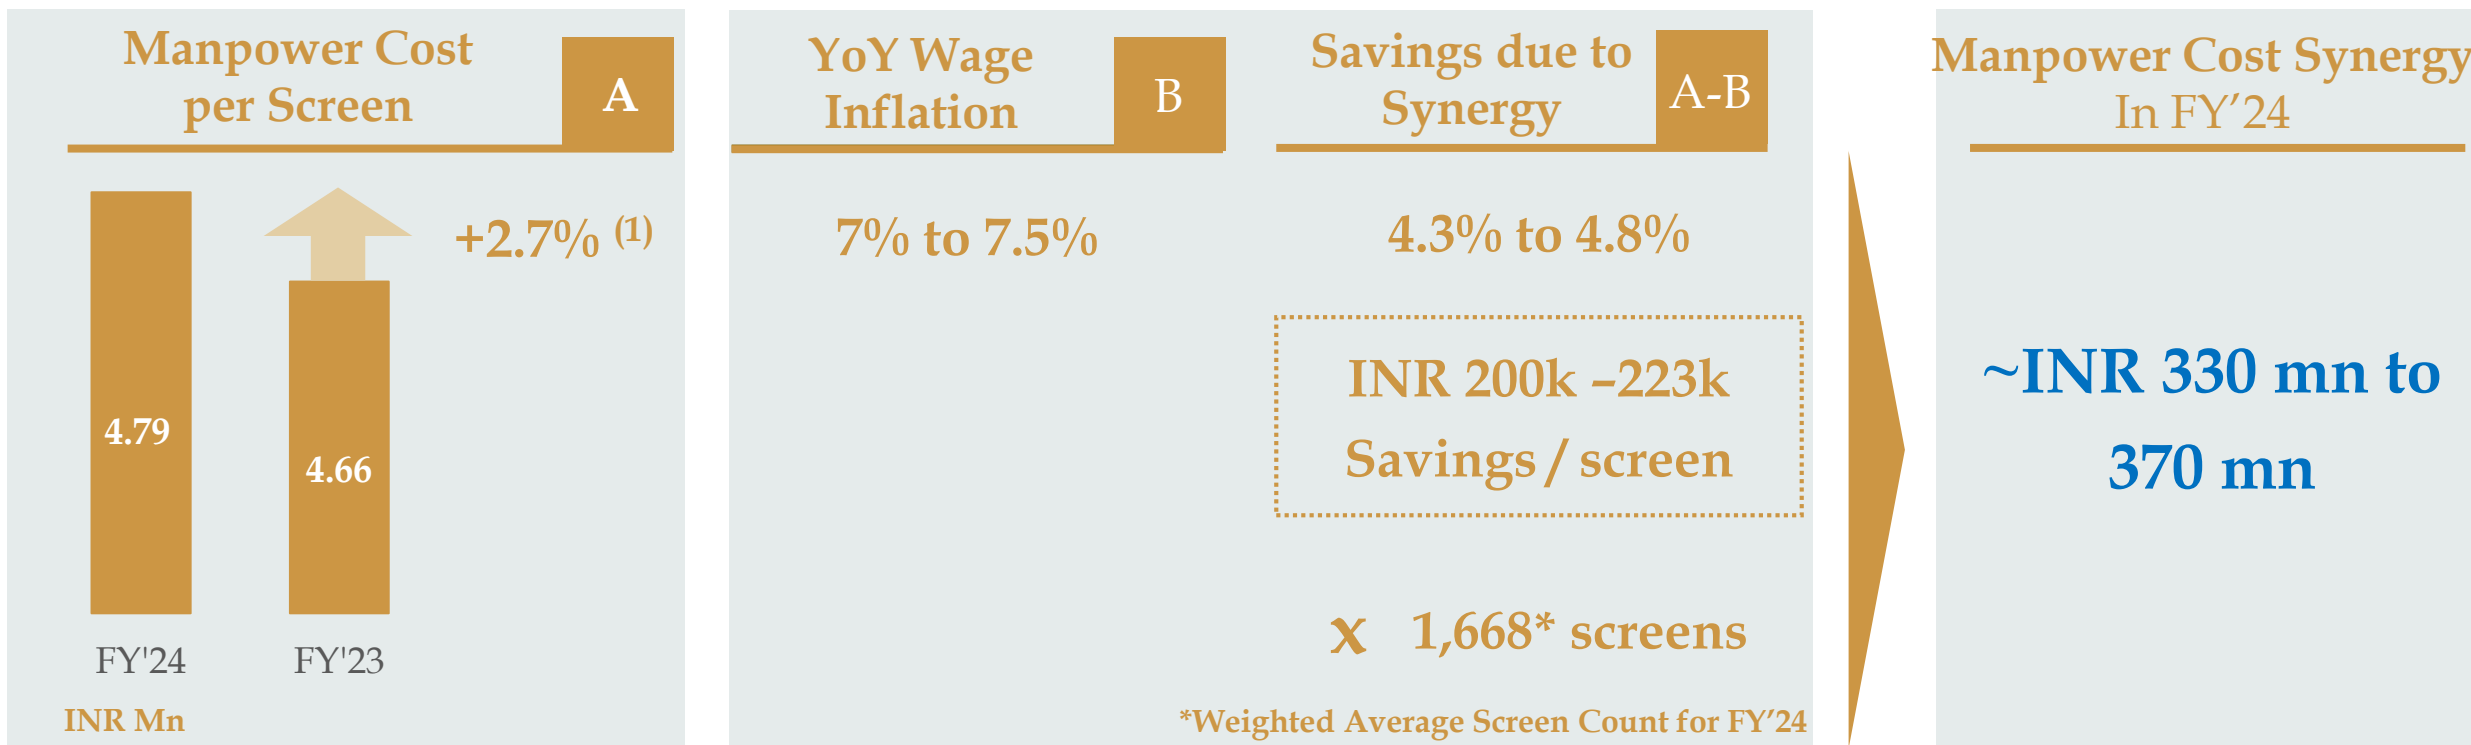 Manpower Cost
per Screen
A
+2.7% (1)
4.79
4.66
FY'24
FY'23
INR Mn
YoY Wage
Inflation
B
7% to 7.5%
Savings due to
Synergy
A-B
4.3% to 4.8%
INR 200k –223k
Savings / screen
x 1,668* screens
*Weighted Average Screen Count for FY’24
Manpower Cost Synergy
In FY’24
~INR 330 mn to
370 mn